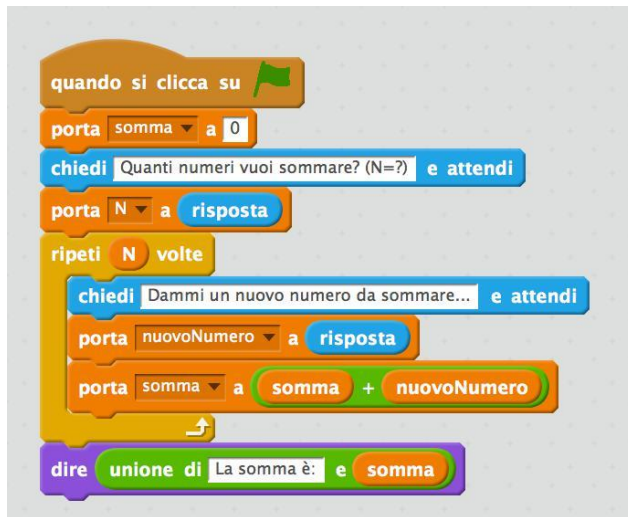 quando si clicca su
porta somma a 0
chiedi Quanti numeri vuoi sommare? (N=?) e attendi
porta N a risposta
ripeti N volte
chiedi Dammi un nuovo numero da sommare... e attendi
porta nuovoNumero a risposta
porta somma a somma + nuovoNumero
dire unione di La somma è: e somma